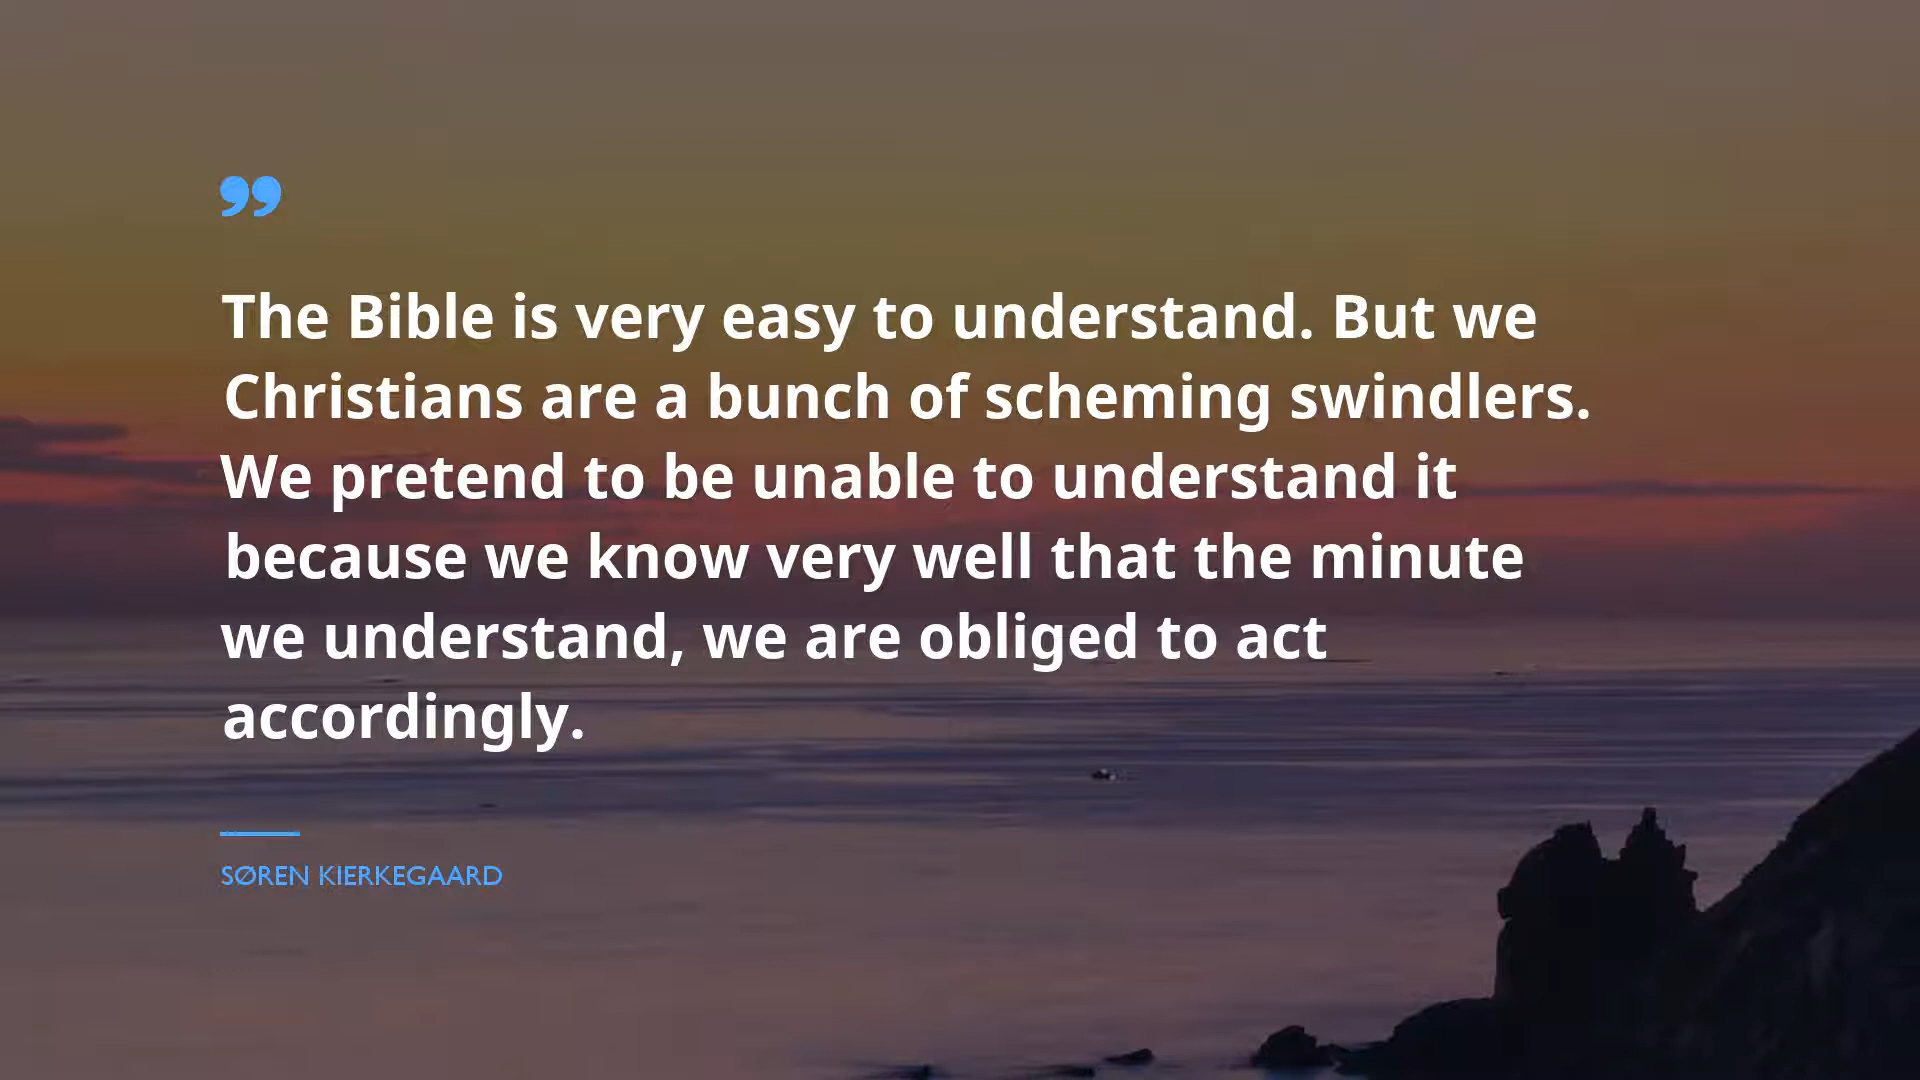 ”
The Bible is very easy to understand. But we
Christians are a bunch of scheming swindlers.
We pretend to be unable to understand it
because we know very well that the minute
we understand, we are obliged to act
accordingly.
SØREN KIERKEGAARD